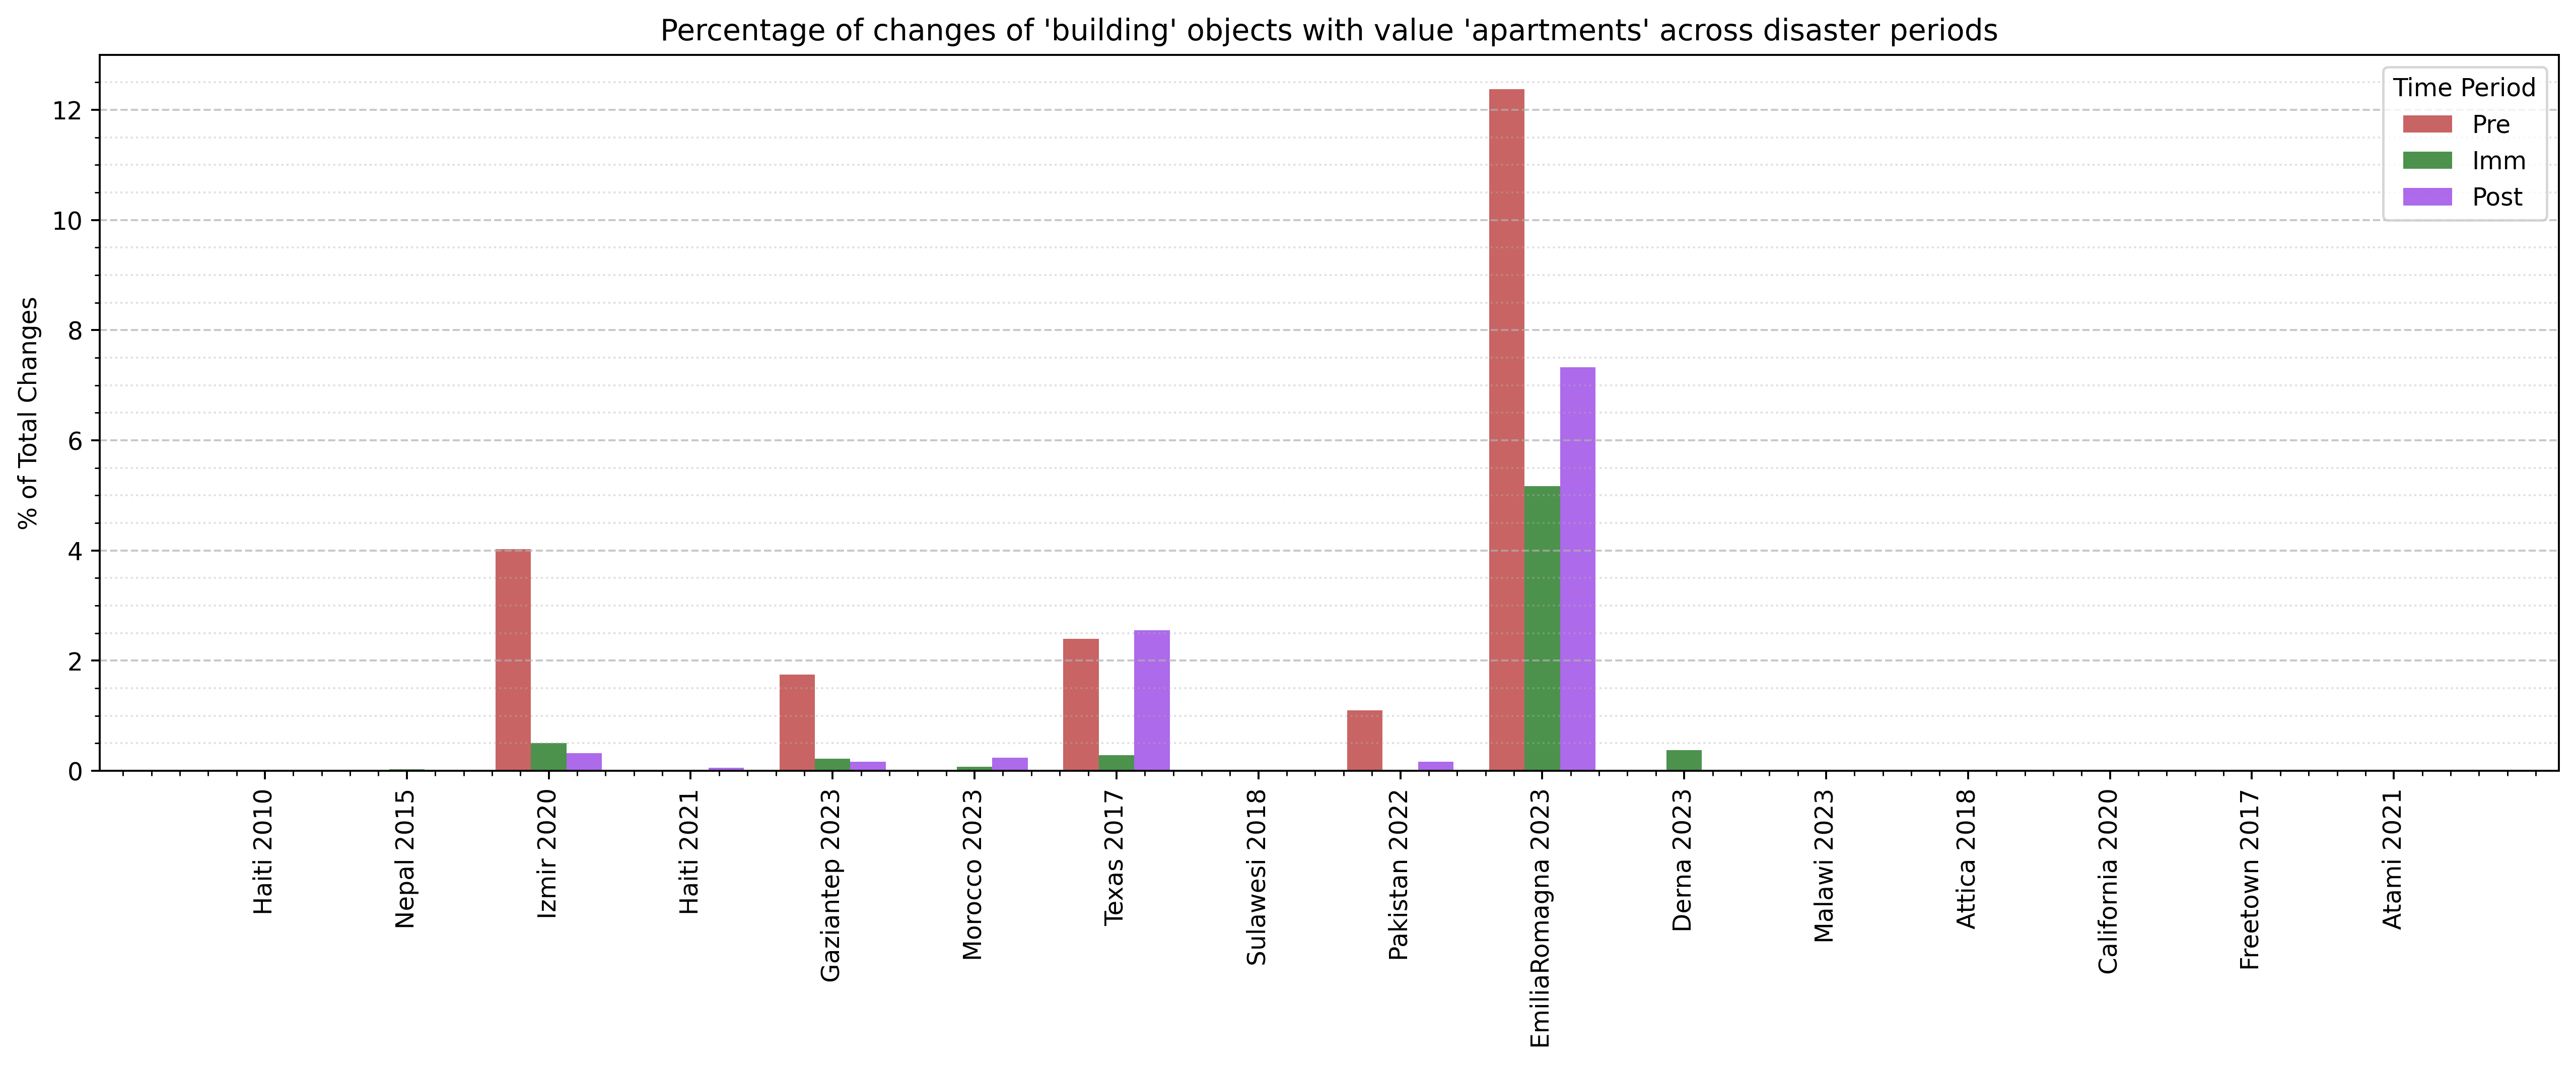 Percentage of changes of 'building' objects with value 'apartments' across disaster periods
% of Total Changes
12
10
8
6
4
2
0
Time Period
Pre
Imm
Post
Haiti 2010
Nepal 2015
Izmir 2020
Haiti 2021
Gaziantep 2023
Morocco 2023
Texas 2017
Sulawesi 2018
Pakistan 2022
EmiliaRomagna 2023
Derna 2023
Malawi 2023
Attica 2018
California 2020
Freetown 2017
Atami 2021